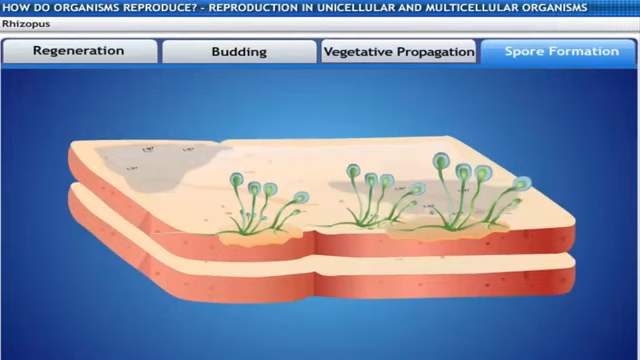 HOW DO ORGANISMS REPRODUCE? - REPRODUCTION IN UNICELLULAR AND MULTICELLULAR ORGANISMS
Rhizopus
Regeneration
Budding
Vegetative Propagation
Spore Formation